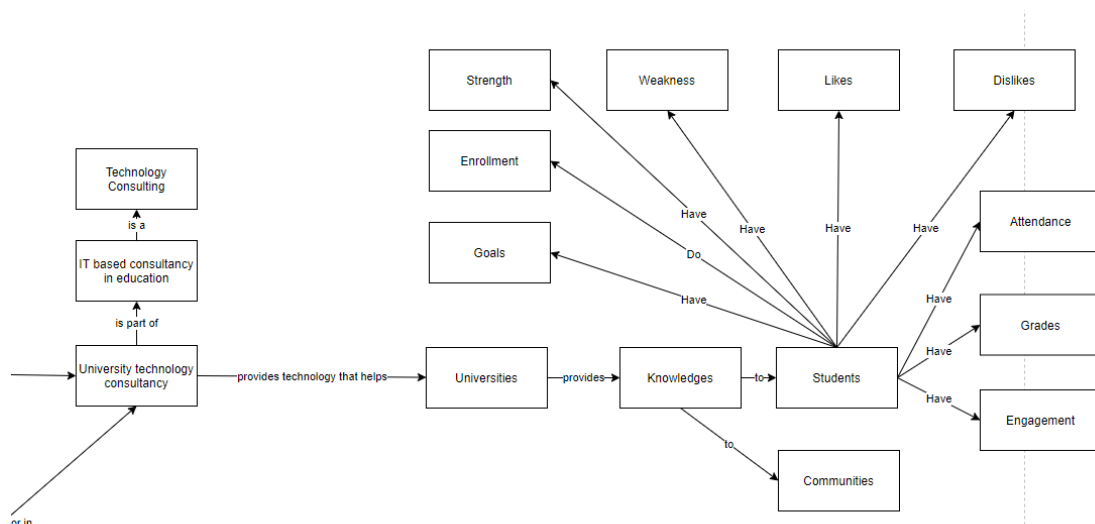 Strength
Weakness
Likes
Dislikes
Enrollment
Technology
Consulting
Attendance
Have
is a
Have
Have
Have
Goals
Do
IT based consultancy
in education
Have
Have
is part of
Grades
Have
University technology
consultancy
provides technology that helps
Universities
provides
Knowledges
to
Students
Have
Engagement
to
Communities
or in